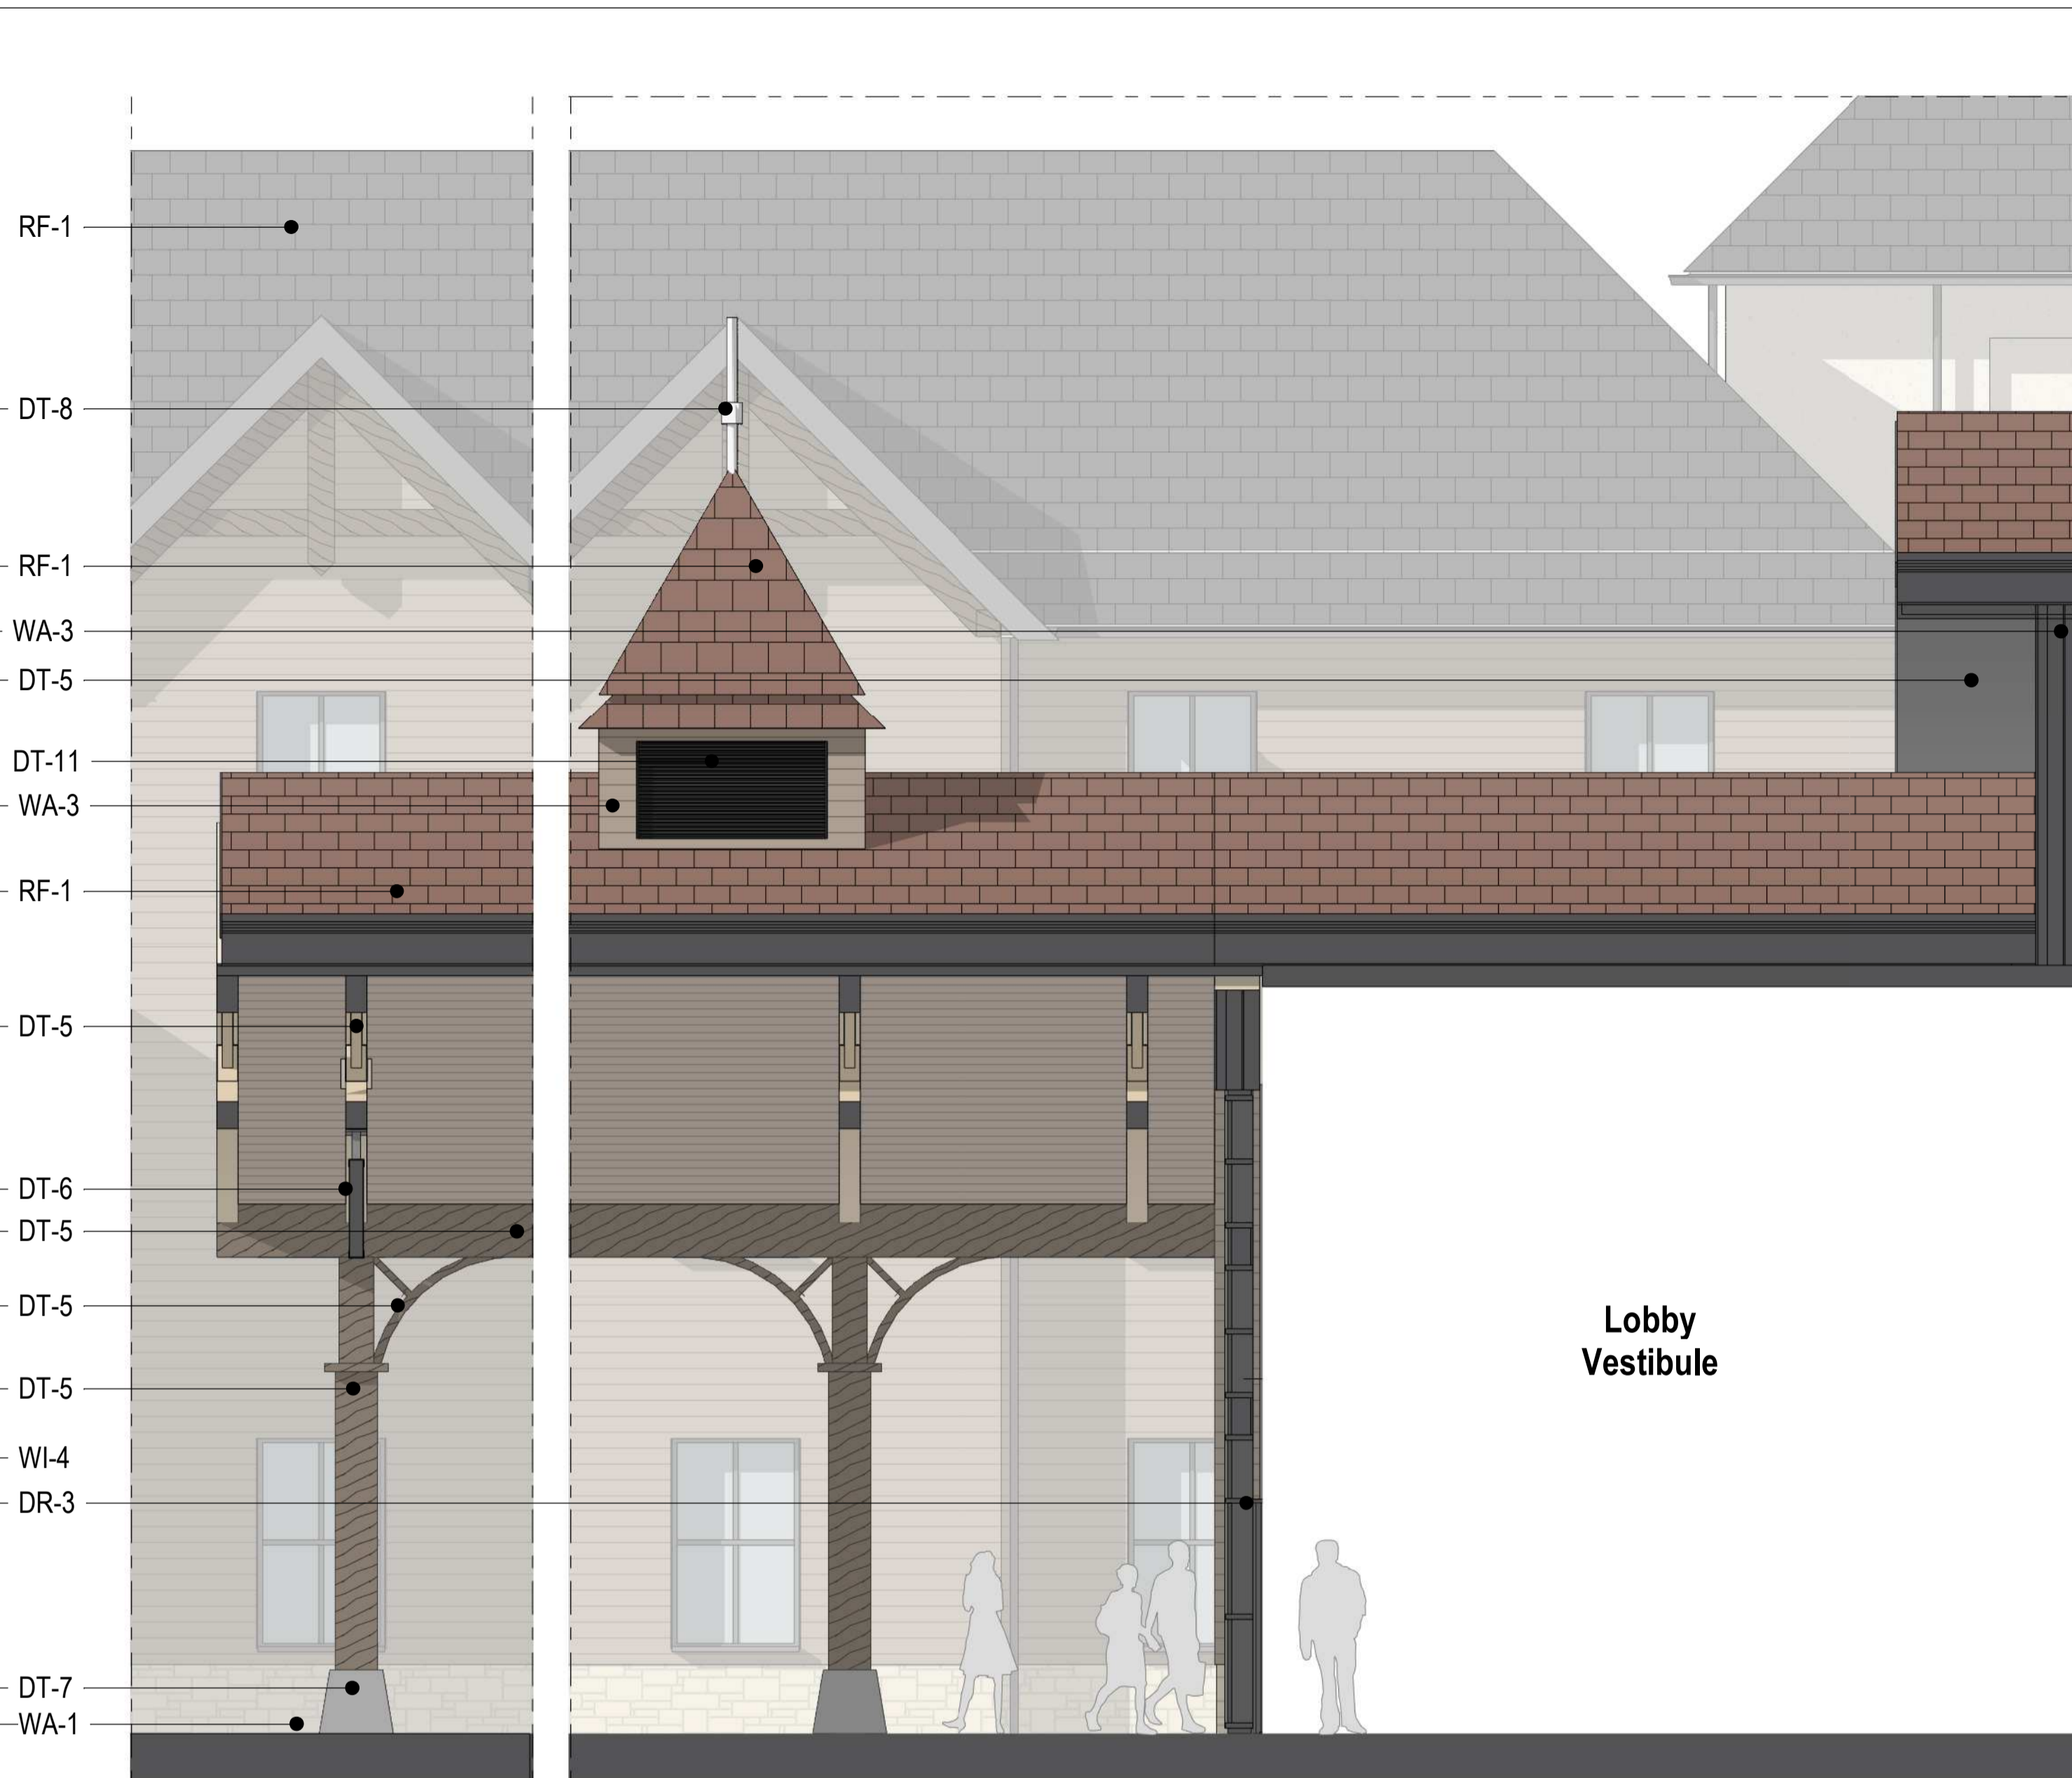 RF-1
DT-8
RF-1
WA-3
DT-5
DT-11
WA-3
RF-1
DT-5
DT-6
DT-5
DT-5
Lobby
Vestibule
DT-5
WI-4
DR-3
DT-7
WA-1